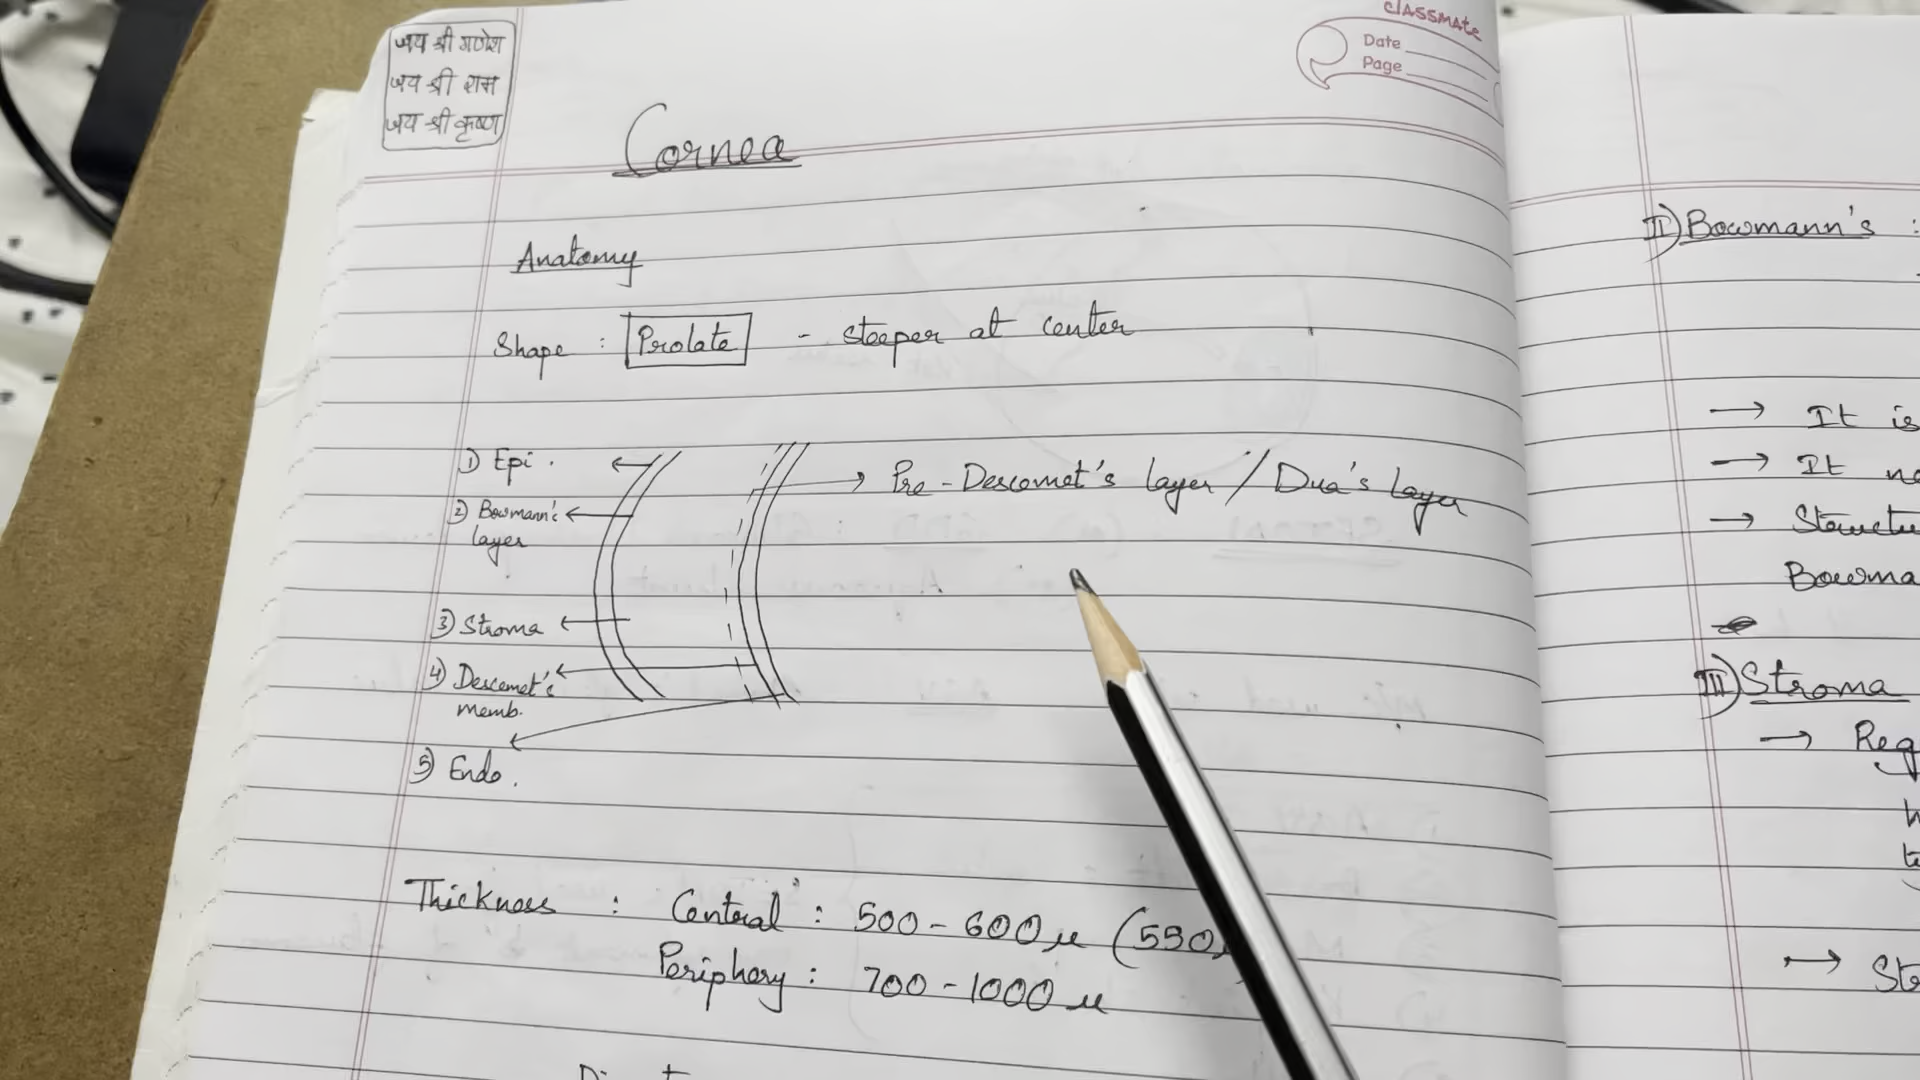 जय श्री गणेश
जय श्री राम
जय श्री कृष्ण
classmate
Date
Page
Cornea
Anatomy
Shape : Prolate - steeper at center
1) Epi.
2) Bowmann's
layer
3) Stroma
4) Descemet's
memb.
5) Endo.
Pre-Descemet's layer / Dua's layer
Thickness : Central : 500 - 600 μ (550
Periphery : 700 - 1000 μ
II) Bowmann's :
→ It is
→ It
→ Structu
Bowma
III) Stroma
→ Reg
→ St